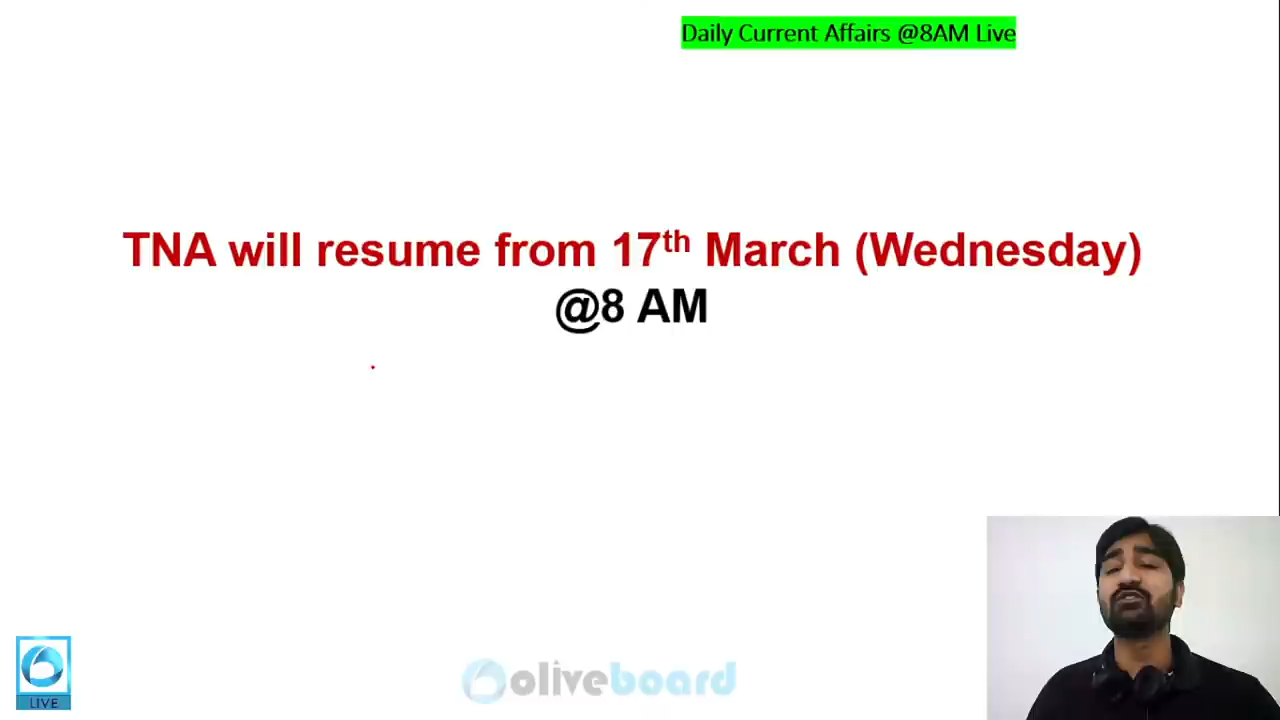 Daily Current Affairs @8AM Live
TNA will resume from 17th March (Wednesday)
@8 AM
LIVE
oliveboard